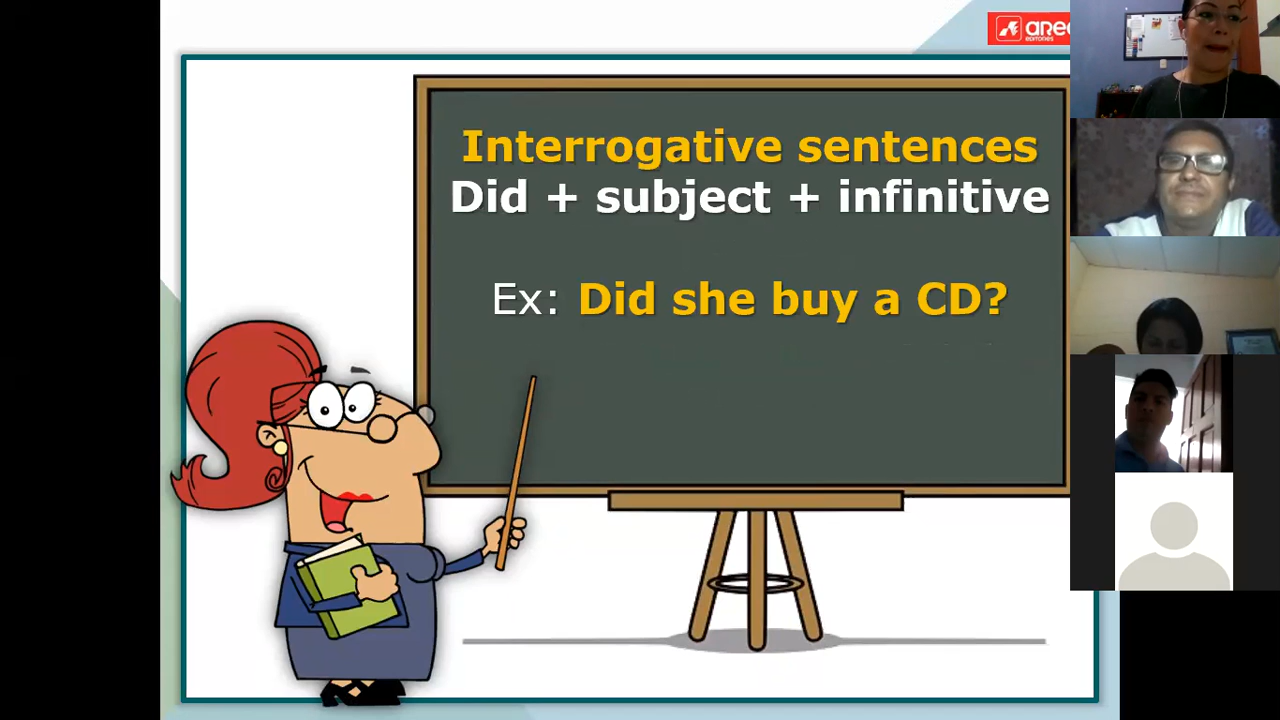 Interrogative sentences
Did + subject + infinitive
Ex: Did she buy a CD?